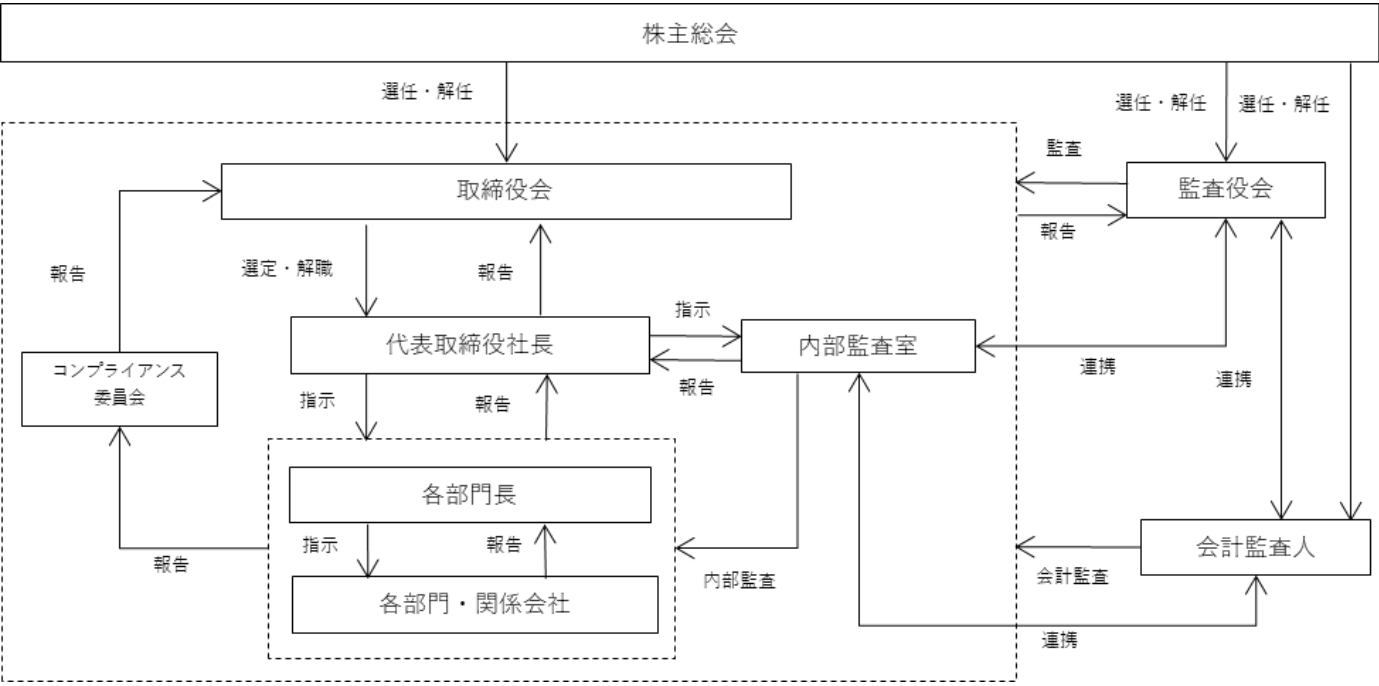 株主総会
選任・解任
選任・解任
選任・解任
監査
取締役会
監査役会
報告
報告
選定・解職
報告
指示
代表取締役社長
内部監査室
連携
連携
コンプライアンス
委員会
指示
報告
報告
各部門長
指示
報告
会計監査人
報告
内部監査
会計監査
各部門・関係会社
連携